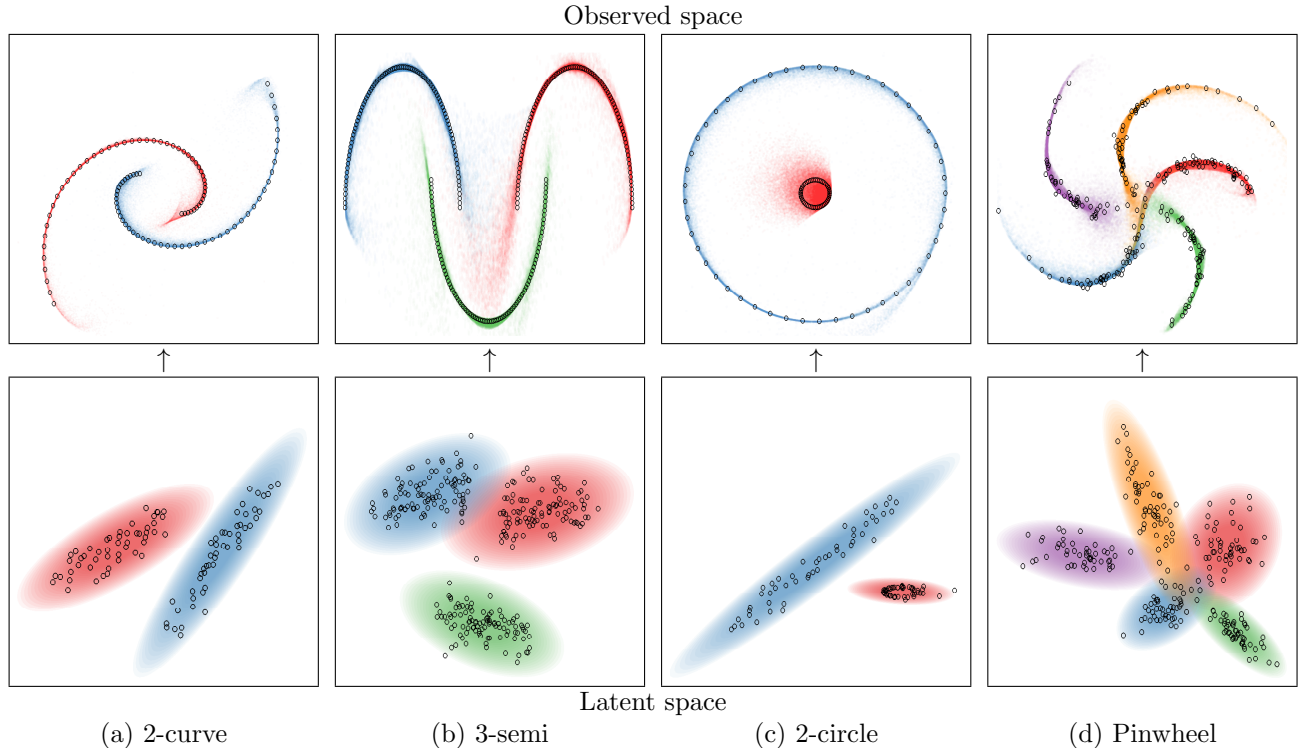 Observed space
↑ ↑ ↑ ↑
Latent space
(a) 2-curve (b) 3-semi (c) 2-circle (d) Pinwheel